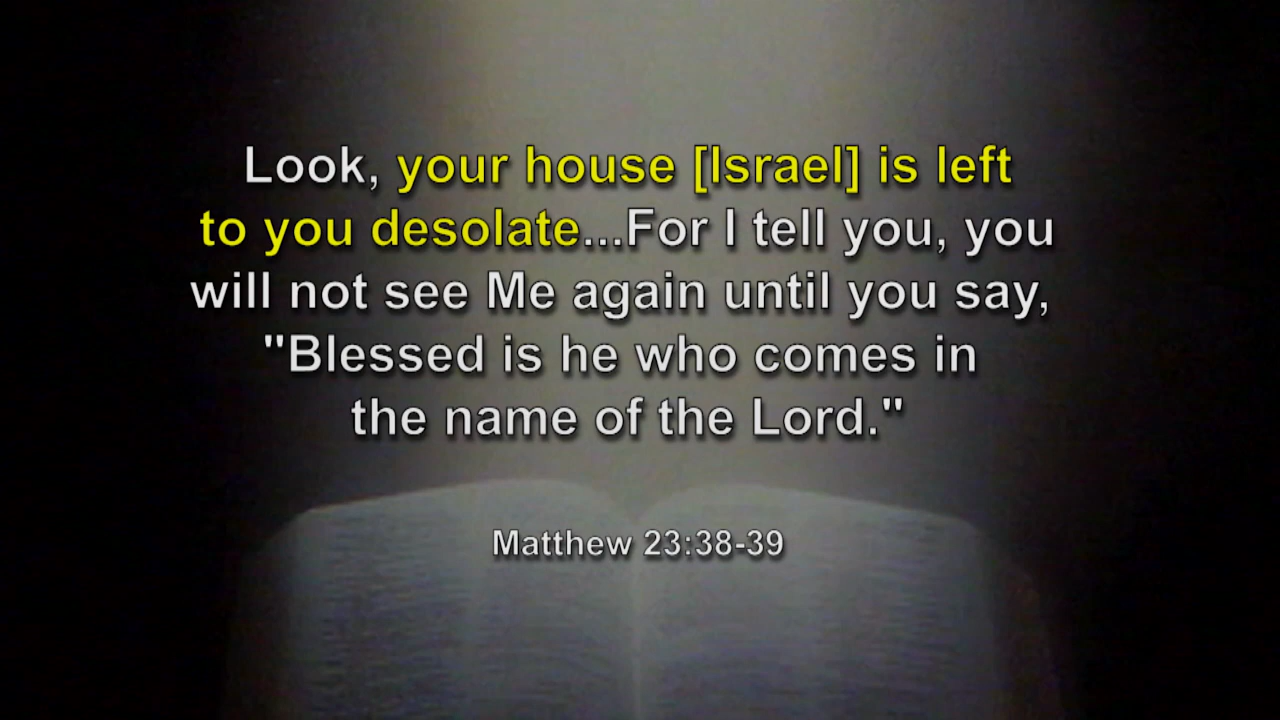 Look, your house [Israel] is left
to you desolate...For I tell you, you
will not see Me again until you say,
"Blessed is he who comes in
the name of the Lord."
Matthew 23:38-39